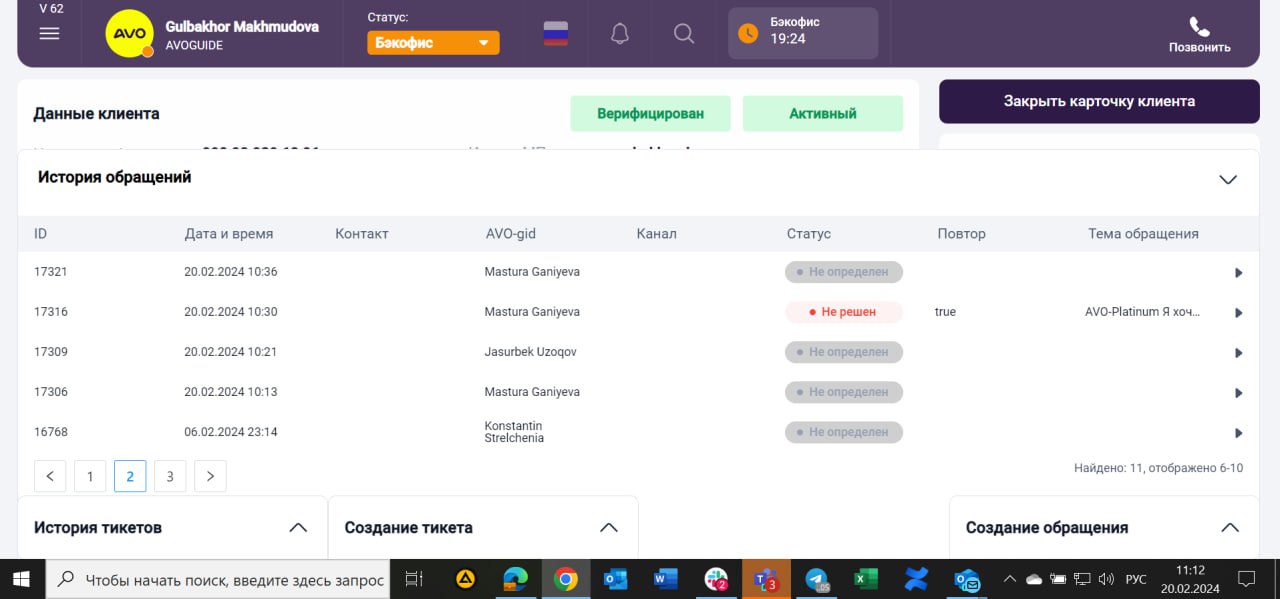 V 62
AVO
Gulbakhor Makhmudova
AVOGUIDE
Статус:
Бэкофис
Бэкофис
19:24
Позвонить
Данные клиента
Верифицирован
Активный
Закрыть карточку клиента
История обращений
ID Дата и время Контакт AVO-gid Канал Статус Повтор Тема обращения
17321 20.02.2024 10:36 Mastura Ganiyeva Не определен
17316 20.02.2024 10:30 Mastura Ganiyeva Не решен true AVO-Platinum Я хоч...
17309 20.02.2024 10:21 Jasurbek Uzoqov Не определен
17306 20.02.2024 10:13 Mastura Ganiyeva Не определен
16768 06.02.2024 23:14 Konstantin Strelchenia Не определен
< 1 2 3 >
Найдено: 11, отображено 6-10
История тикетов
Создание тикета
Создание обращения
Чтобы начать поиск, введите здесь запрос
2
3
05
РУС
11:12
20.02.2024